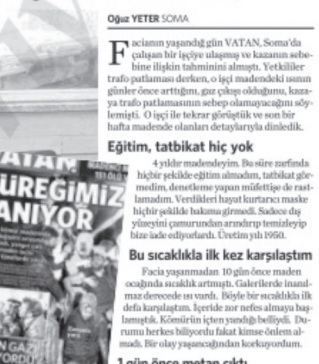 Oğuz YETER SOMA
Facianın yaşandığ gün VATAN, Soma'da
çalışan bir işçiye ulaşmış ve kazanın sebe-
bine ilişkin tahminini almıştı. Yetkililer
trafo patlaması derken, o işçi madendeki ısının
günler önce arttığını, gaz çıkışı olduğunu, kaza-
ya trafo patlamasının sebep olamayacağını söy-
lemişti. O işçi ile tekrar görüştük ve son bir
hafta madende olanları detaylarıyla dinledik.
Eğitim, tatbikat hiç yok
4 yıldır madendeyim. Bu süre zarfında
hiçbir şekilde eğitim almadım, tatbikat gör-
medim, denetleme yapan müfettişe de rast-
lamadım. Verdikleri hayat kurtarıcı maske
hiçbir şekilde bakıma girmedi. Sadece dış
yüzeyini çamurundan arındırıp temizleyip
bize iade ediyorlardı. Üretim yılı 1950.
Bu sıcaklıkla ilk kez karşılaştım
Facia yaşanmadan 10 gün önce maden
ocağında sıcaklık artmıştı. Galerilerde inanıl-
maz derecede ısı vardı. Böyle bir sıcaklıkla ilk
defa karşılaştım. İçeride zor nefes almaya baş-
lamıştık. Kömürün içten yandığı belliydi. Du-
rumu herkes biliyordu fakat kimse önlem al-
madı. Bir olay yaşanacağından korkuyordum.
1 gün önce metan çıktı
VATAN
ÜREĞİMİZ
ANIYOR